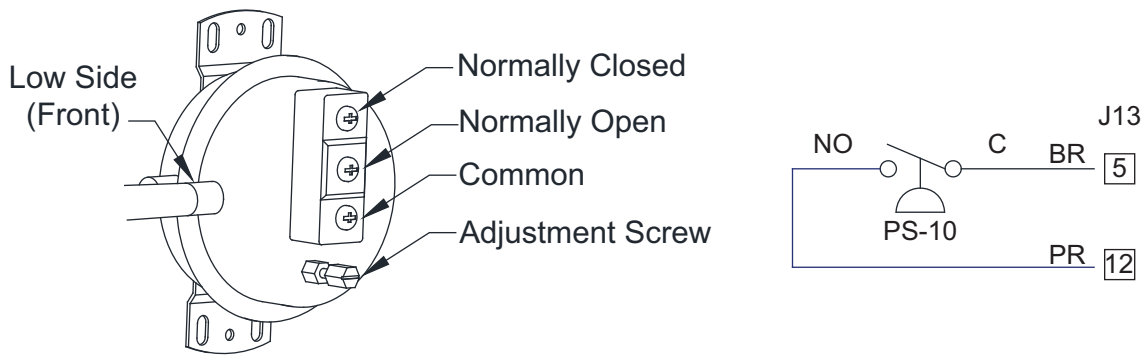 Low Side
(Front)
Normally Closed
Normally Open
Common
Adjustment Screw
J13
NO
C
BR
5
PS-10
PR
12